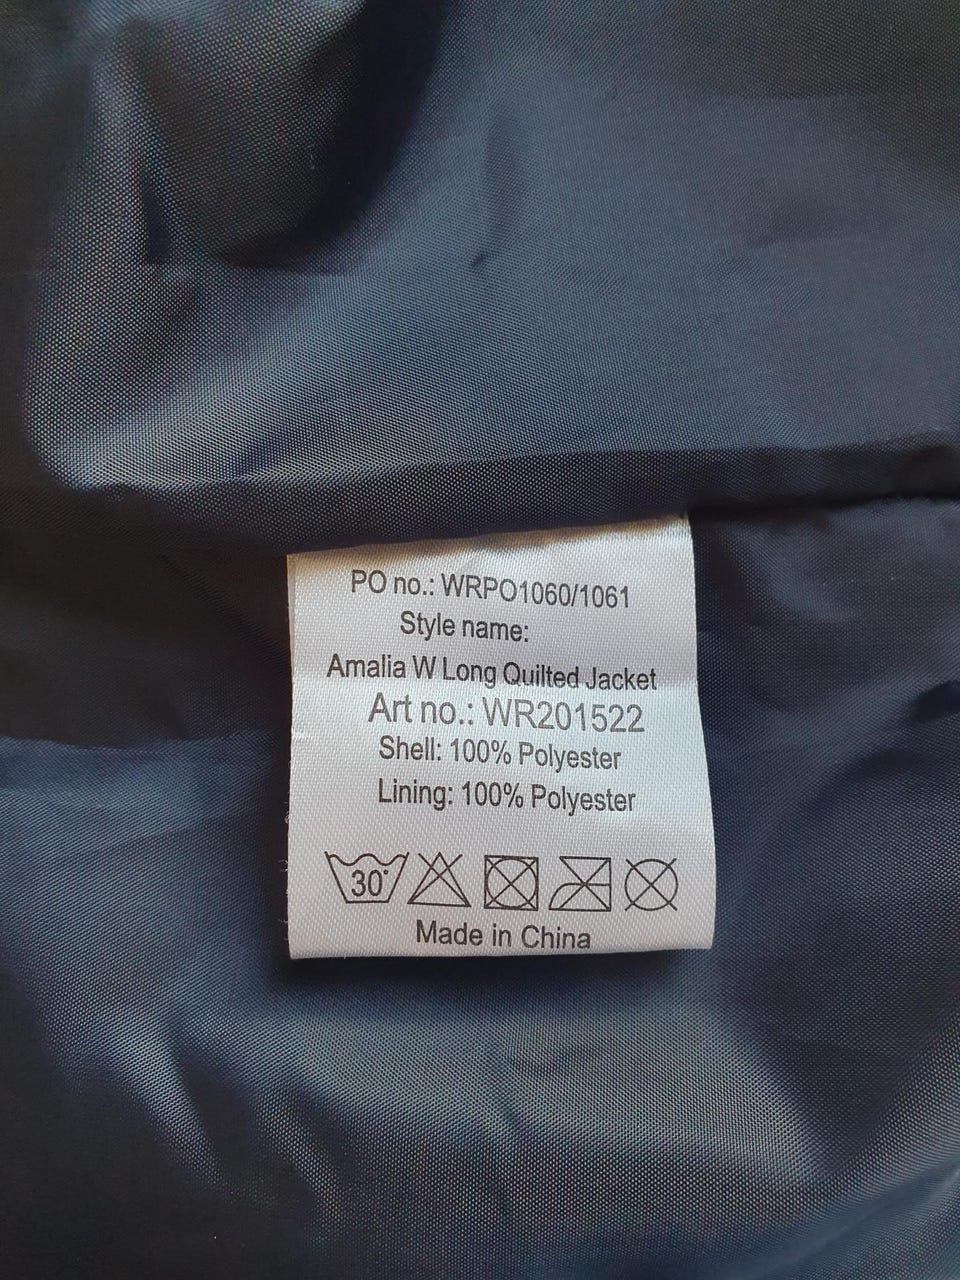 PO no.: WRPO1060/1061
Style name:
Amalia W Long Quilted Jacket
Art no.: WR201522
Shell: 100% Polyester
Lining: 100% Polyester
30°
Made in China